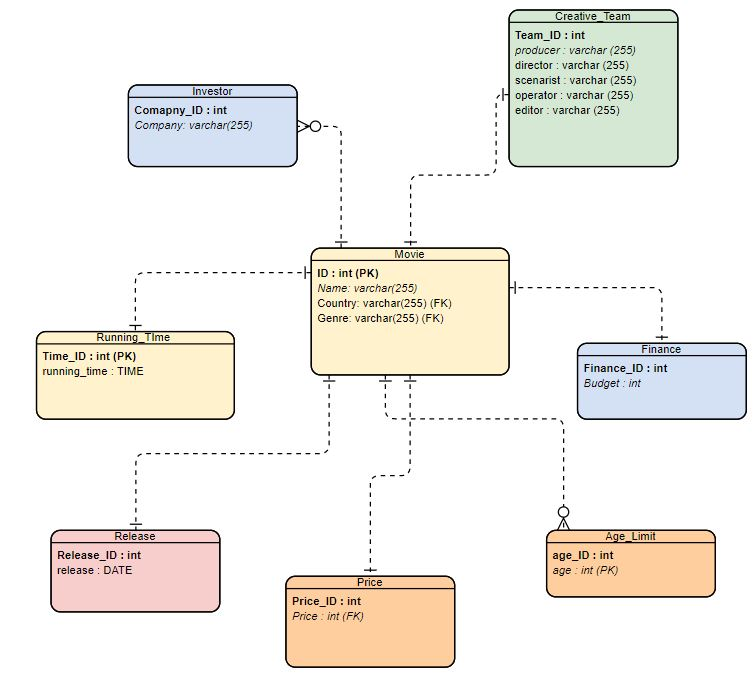 Creative_Team
Team_ID : int
producer : varchar (255)
director : varchar (255)
scenarist : varchar (255)
operator : varchar (255)
editor : varchar (255)
Investor
Comapny_ID : int
Company: varchar(255)
Movie
ID : int (PK)
Name: varchar(255)
Country: varchar(255) (FK)
Genre: varchar(255) (FK)
Running_TIme
Time_ID : int (PK)
running_time : TIME
Finance
Finance_ID : int
Budget : int
Release
Release_ID : int
release : DATE
Price
Price_ID : int
Price : int (FK)
Age_Limit
age_ID : int
age : int (PK)